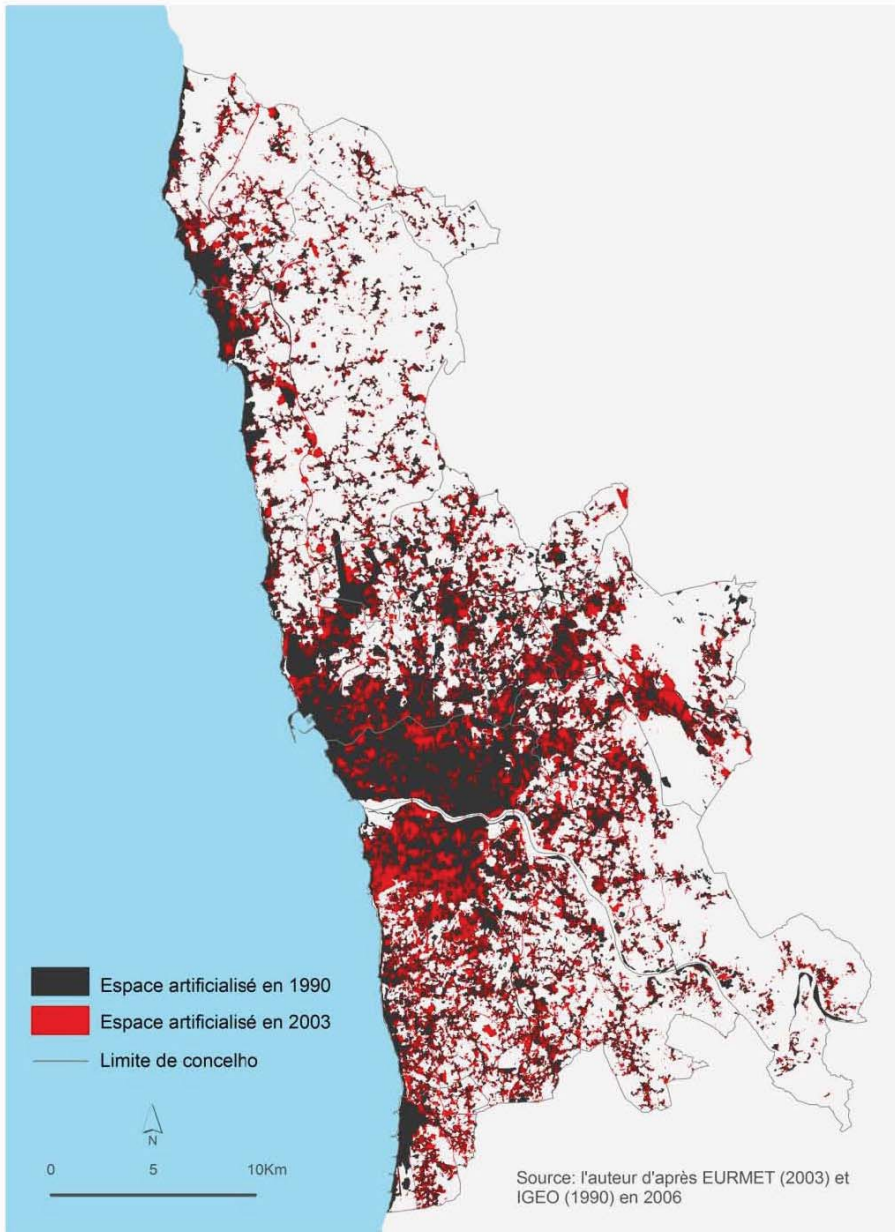 Espace artificialisé en 1990
Espace artificialisé en 2003
Limite de concelho
N
0 5 10Km
Source: l'auteur d'après EURMET (2003) et
IGEO (1990) en 2006